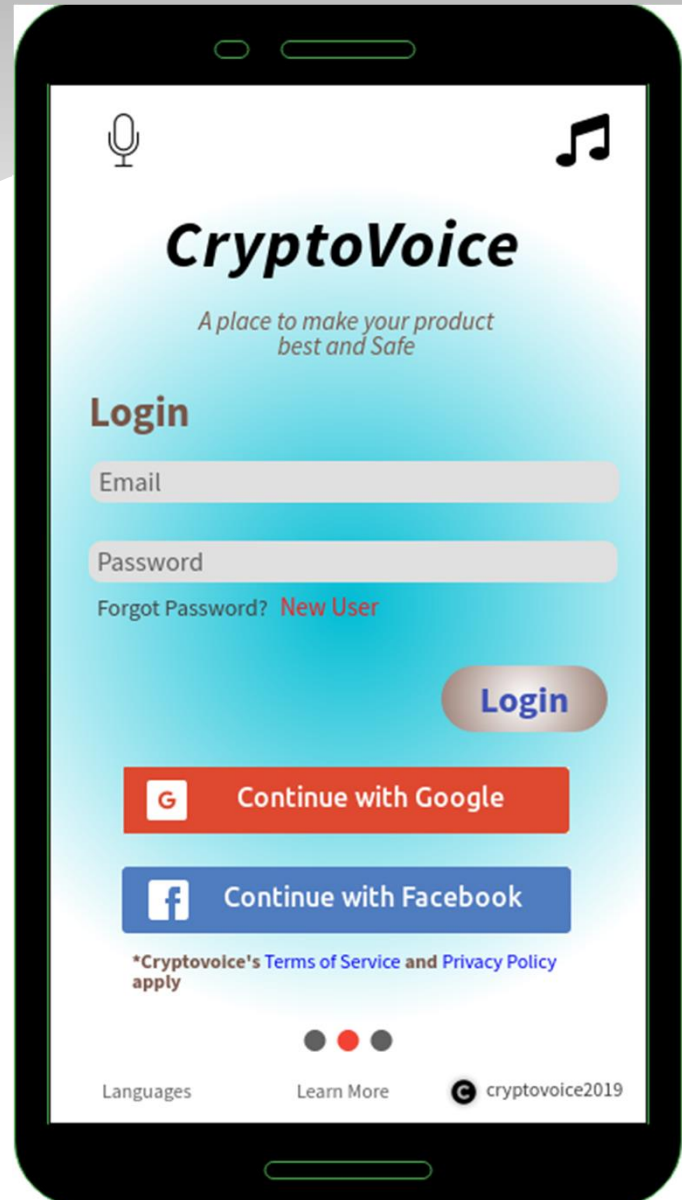 CryptoVoice
A place to make your product
best and Safe
Login
Email
Password
Forgot Password? New User
Login
G Continue with Google
f Continue with Facebook
*Cryptovoice's Terms of Service and Privacy Policy
apply
Languages Learn More C cryptovoice2019